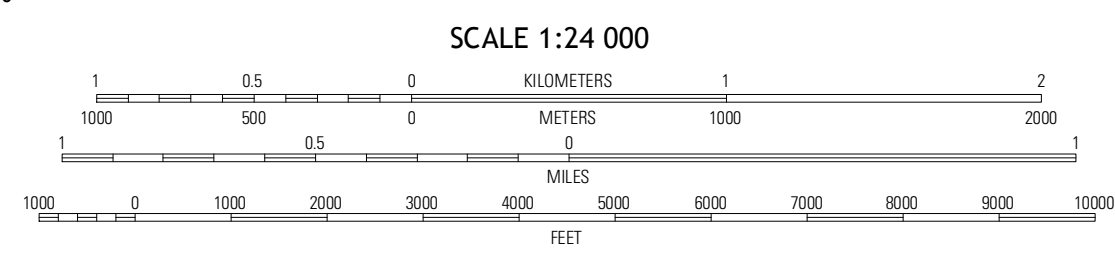 SCALE 1:24 000
1 0.5 0 KILOMETERS 1 2
1000 500 0 METERS 1000 2000
1 0.5 0 1
MILES
1000 0 1000 2000 3000 4000 5000 6000 7000 8000 9000 10000
FEET